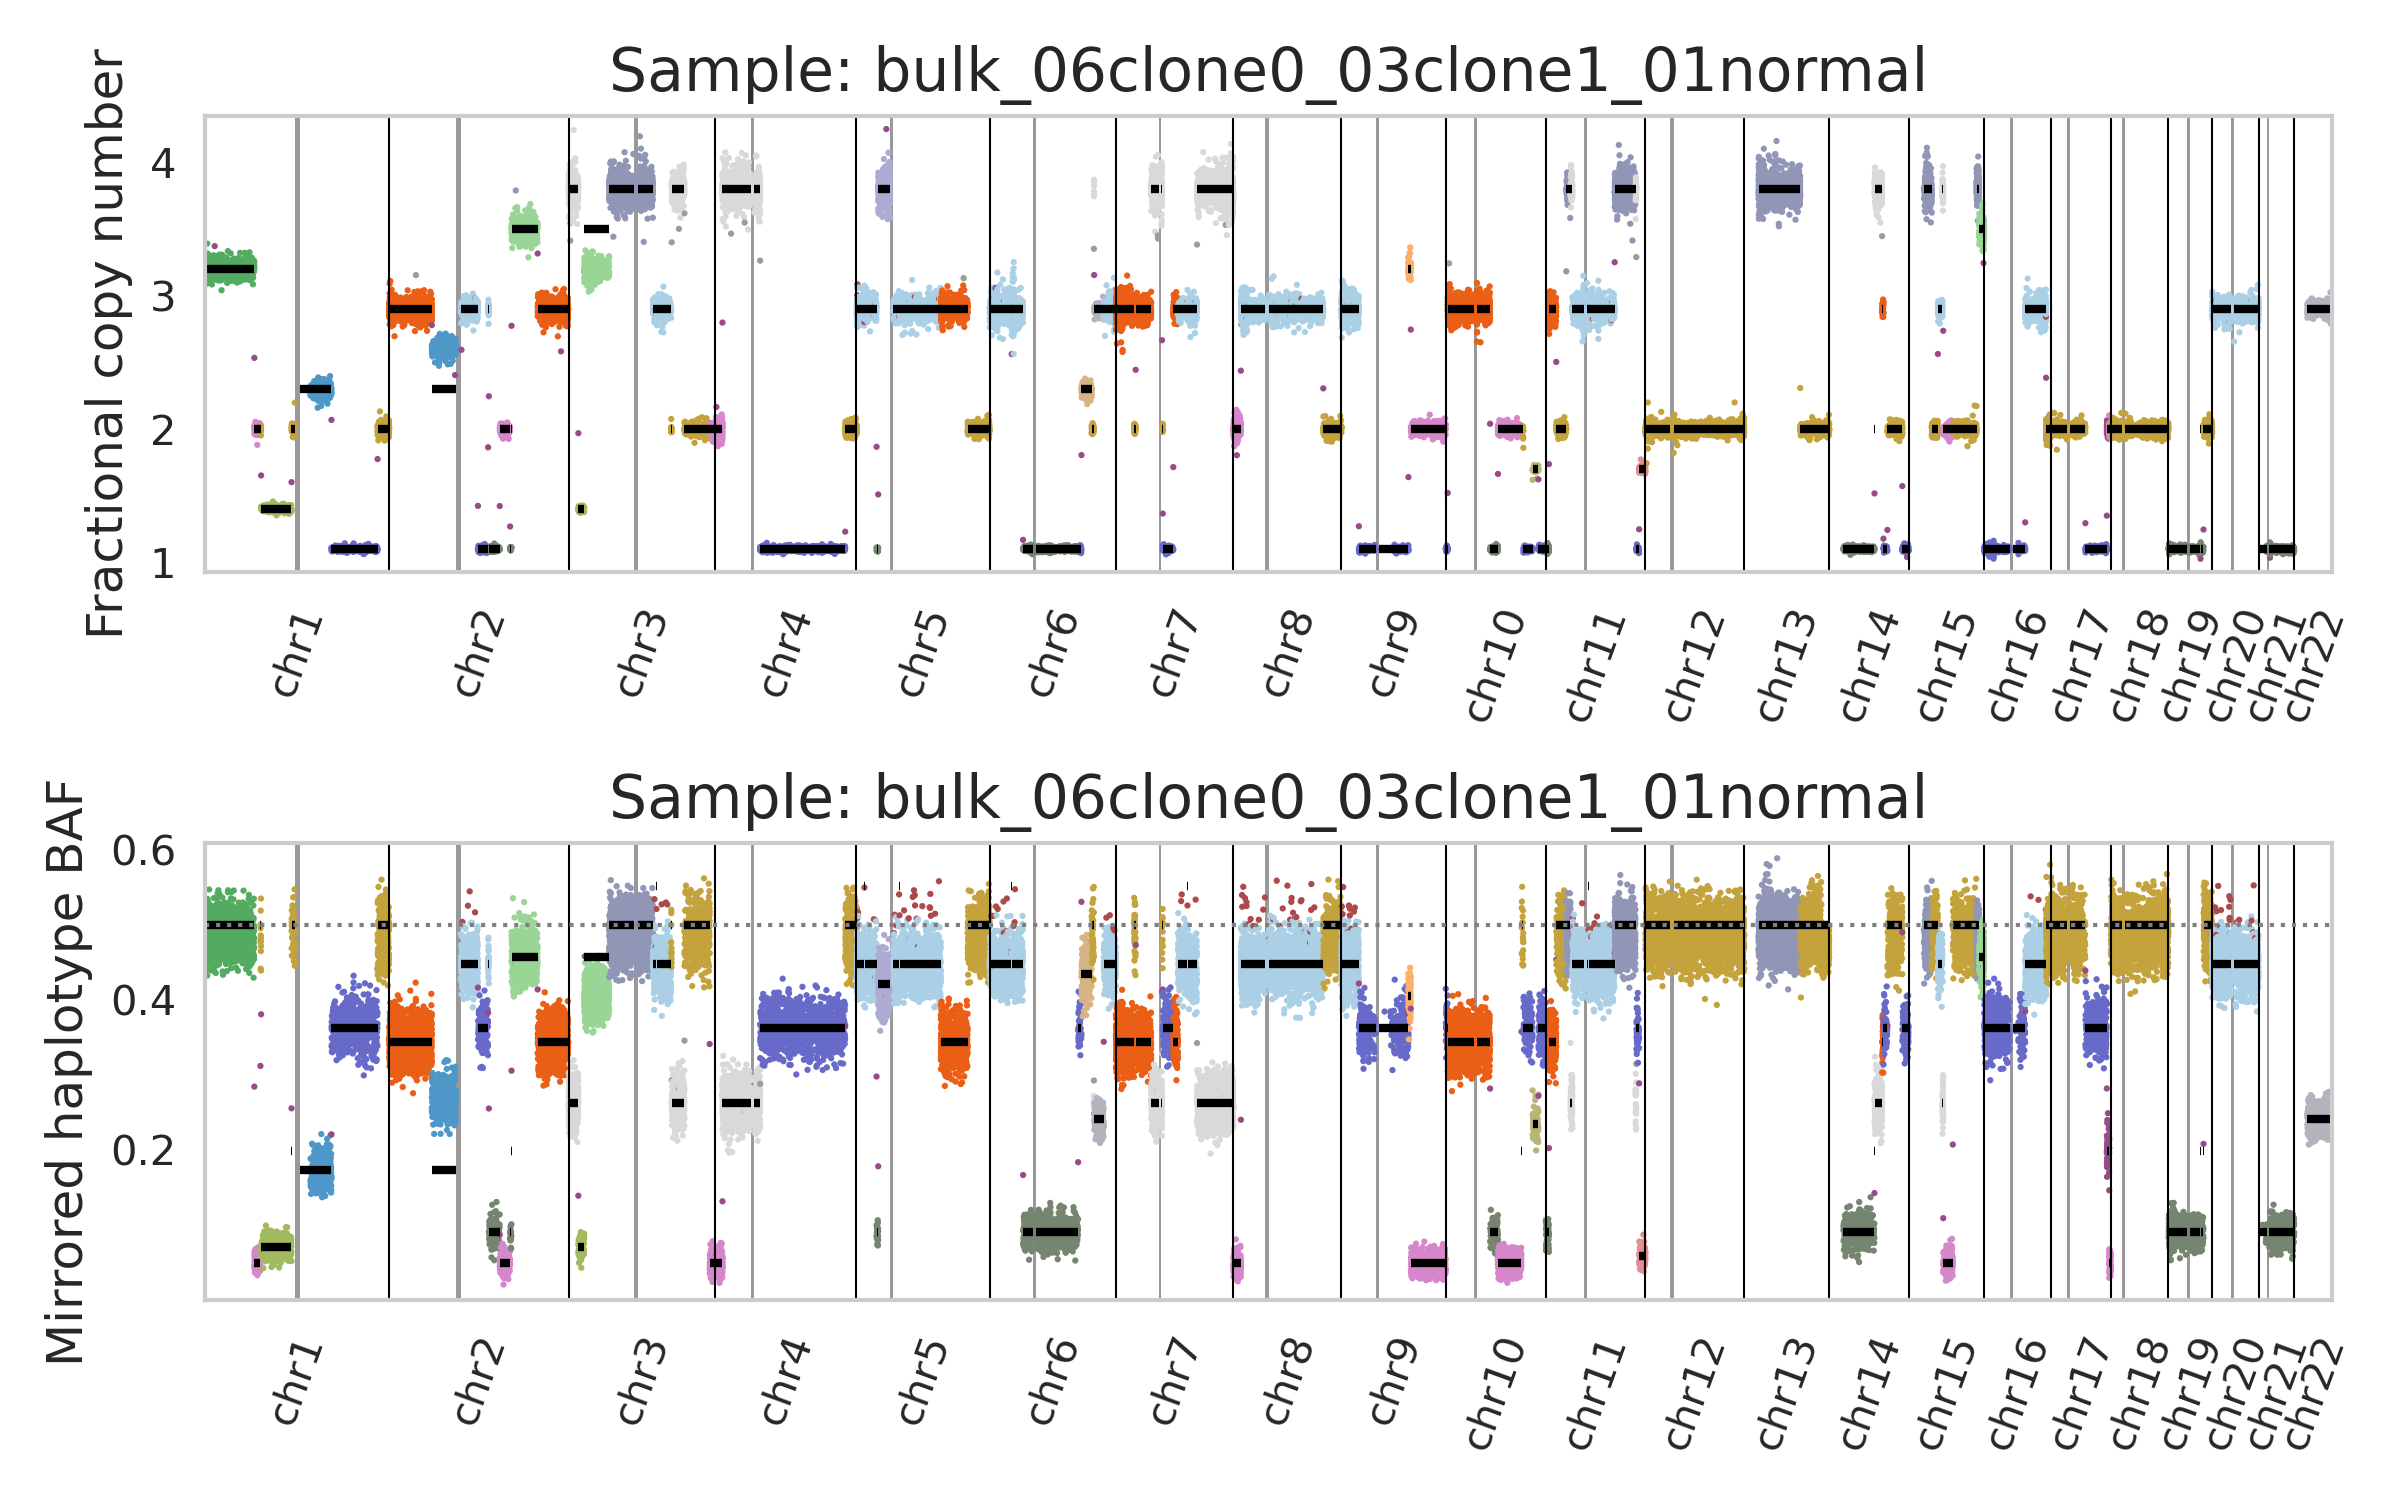 Sample: bulk_06clone0_03clone1_01normal
Fractional copy number
4
3
2
1
chr1 chr2 chr3 chr4 chr5 chr6 chr7 chr8 chr9 chr10 chr11 chr12 chr13 chr14 chr15 chr16 chr17 chr18 chr19 chr20 chr21 chr22
Sample: bulk_06clone0_03clone1_01normal
Mirrored haplotype BAF
0.6
0.4
0.2
chr1 chr2 chr3 chr4 chr5 chr6 chr7 chr8 chr9 chr10 chr11 chr12 chr13 chr14 chr15 chr16 chr17 chr18 chr19 chr20 chr21 chr22